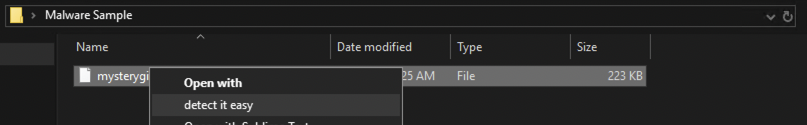 Malware Sample
Name Date modified Type Size
mysterygi 25 AM File 223 KB
Open with
detect it easy